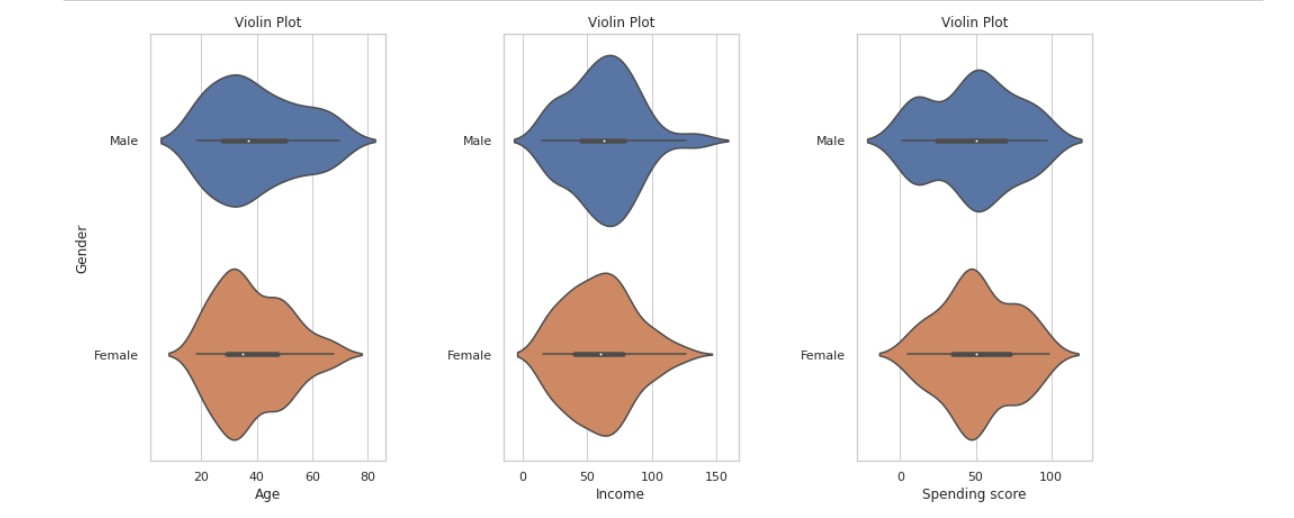 Violin Plot
Violin Plot
Violin Plot
Gender
Male
Female
20 40 60 80
Age
Male
Female
0 50 100 150
Income
Male
Female
0 50 100
Spending score